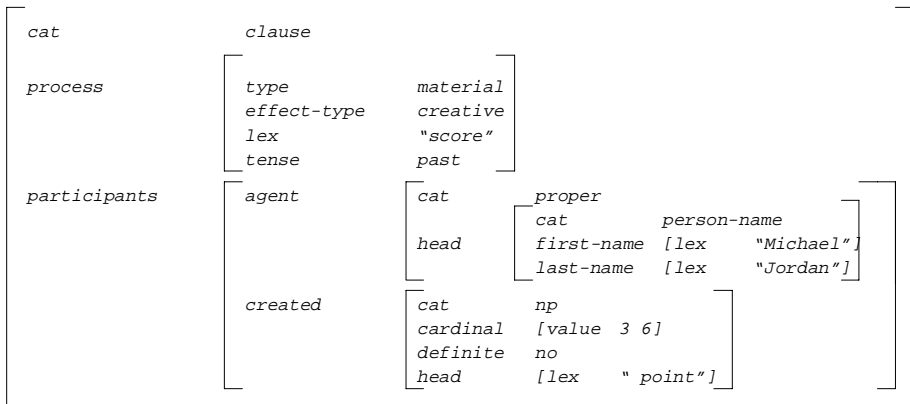 cat clause
process type material
effect-type creative
lex "score"
tense past
participants agent cat proper
cat person-name
head first-name [lex "Michael"]
last-name [lex "Jordan"]
created cat np
cardinal [value 3 6]
definite no
head [lex " point"]